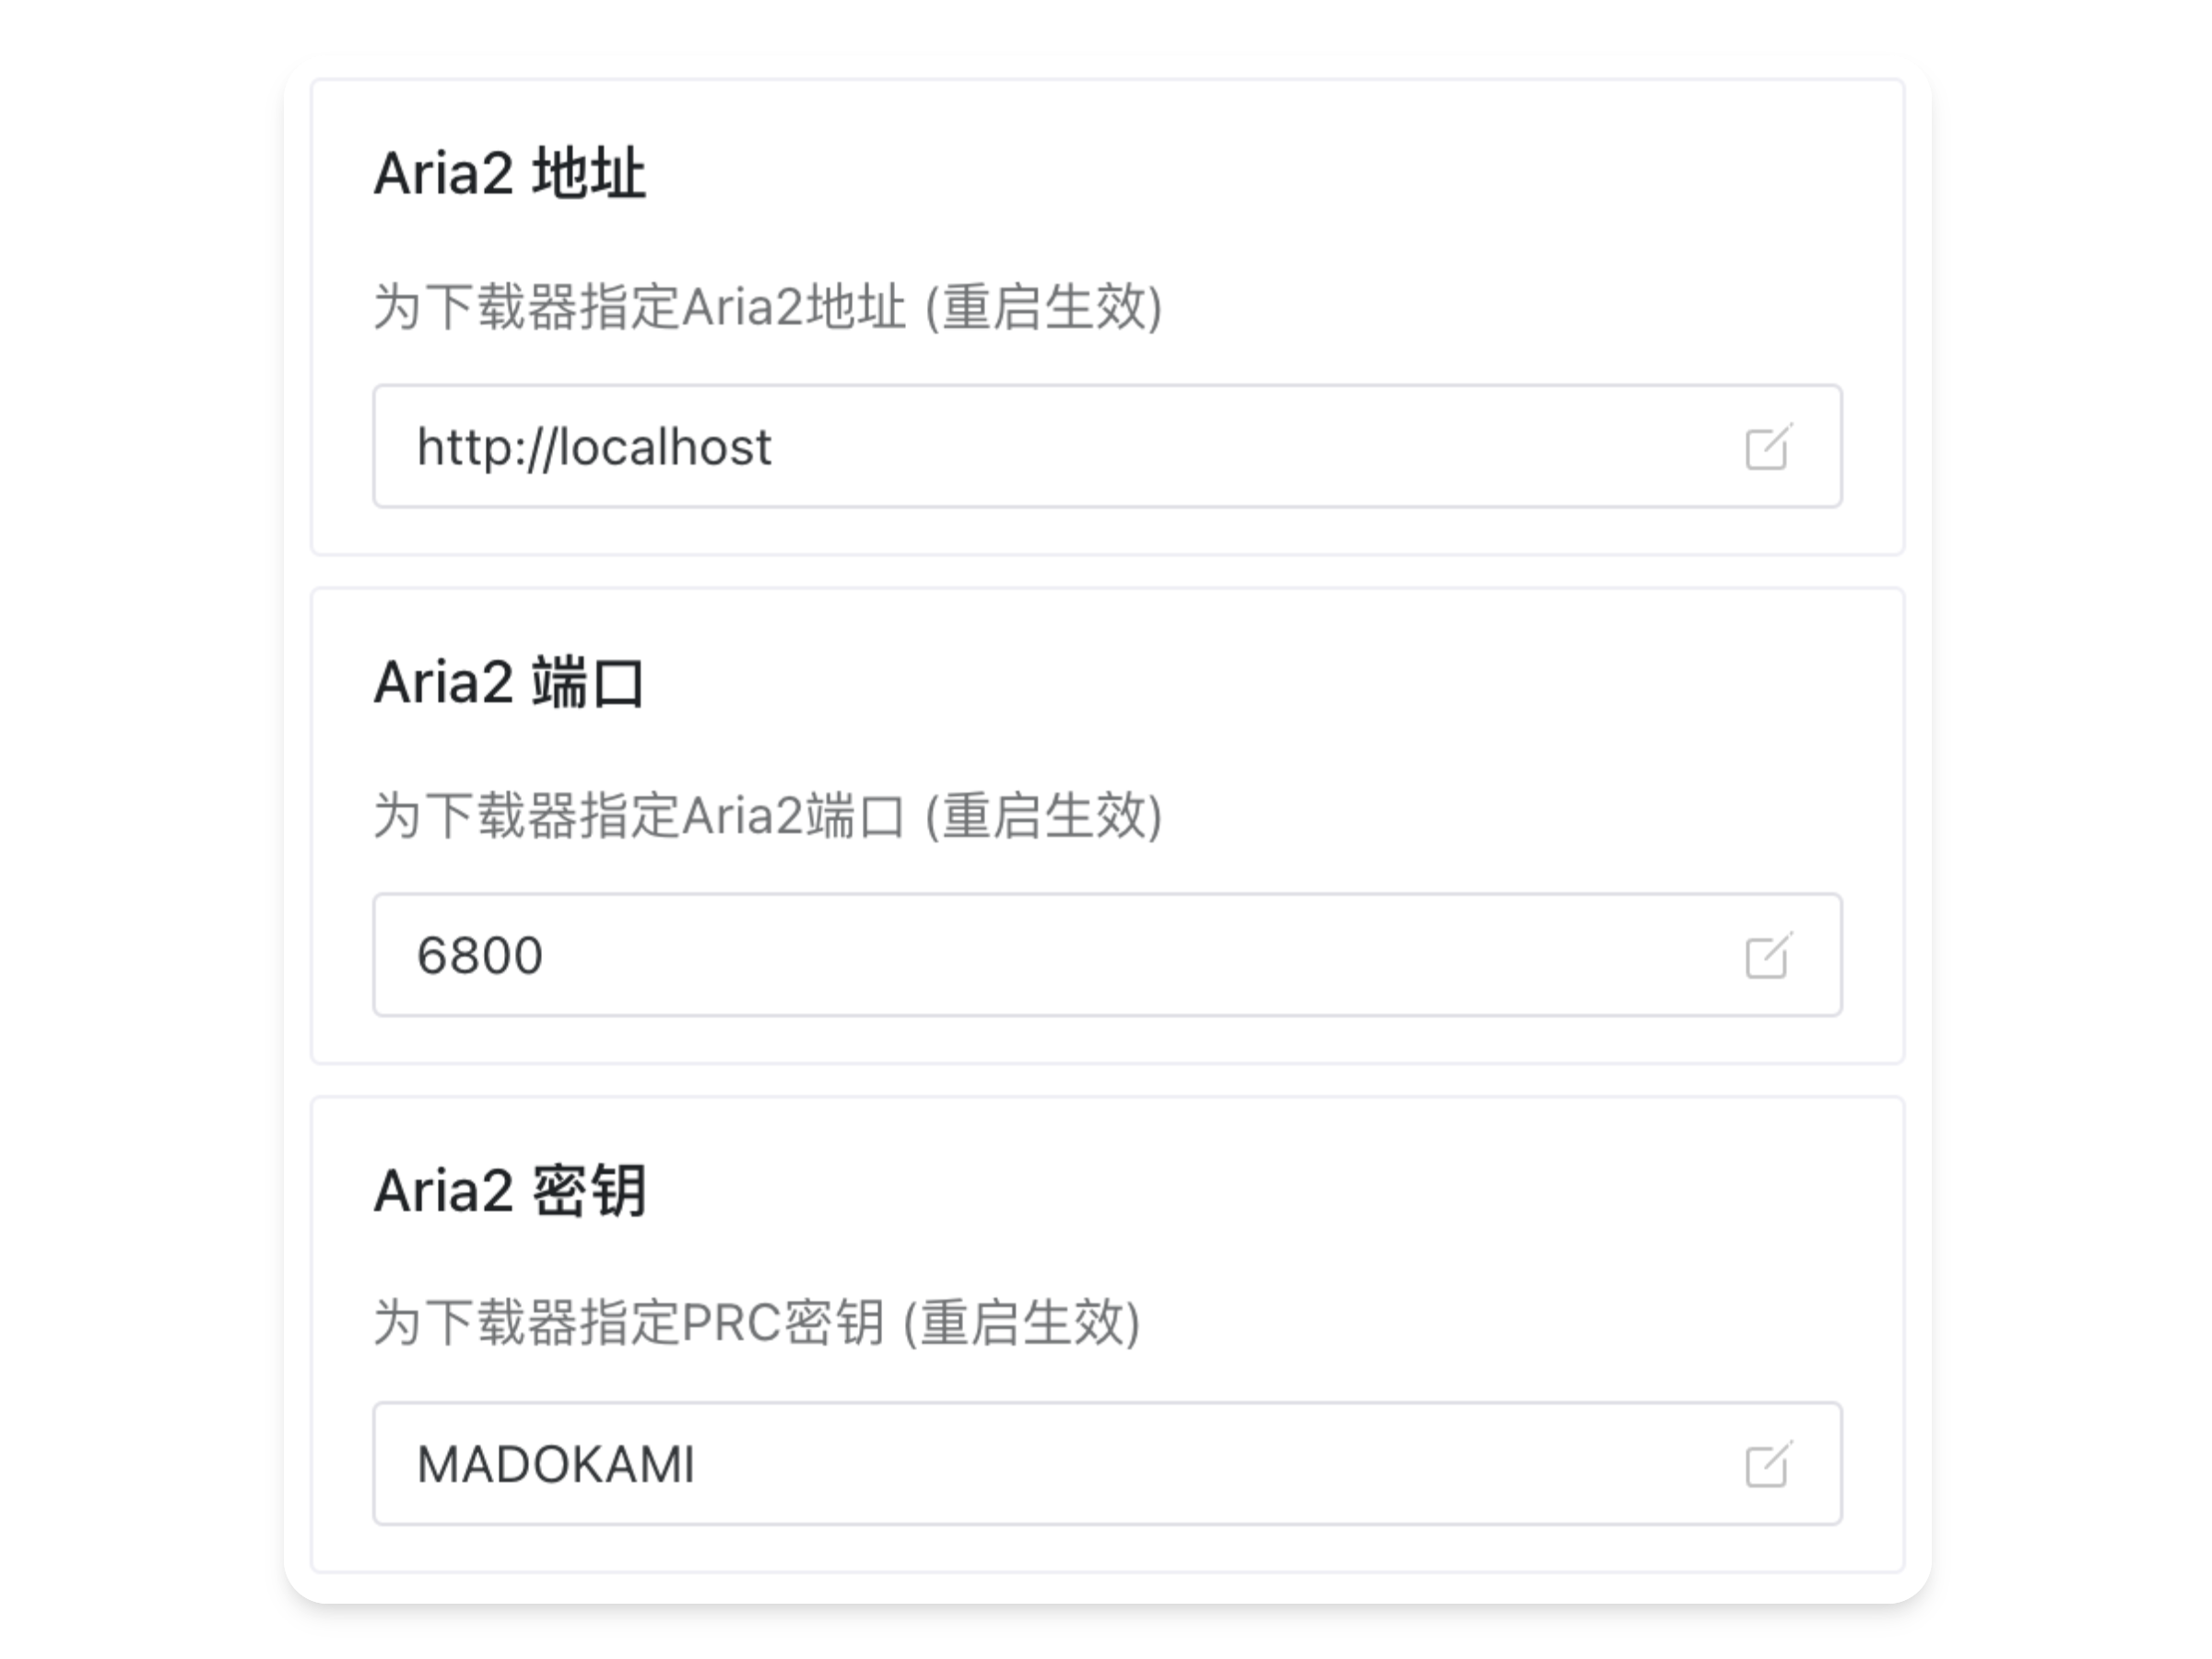 Aria2 地址
为下载器指定Aria2地址 (重启生效)
http://localhost
Aria2 端口
为下载器指定Aria2端口 (重启生效)
6800
Aria2 密钥
为下载器指定PRC密钥 (重启生效)
MADOKAMI